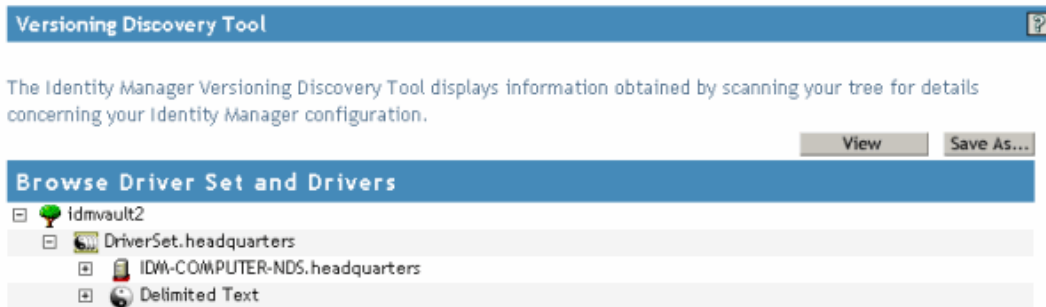 Versioning Discovery Tool
?
The Identity Manager Versioning Discovery Tool displays information obtained by scanning your tree for details
concerning your Identity Manager configuration.
View Save As...
Browse Driver Set and Drivers
idmvault2
DriverSet.headquarters
IDM-COMPUTER-NDS.headquarters
Delimited Text